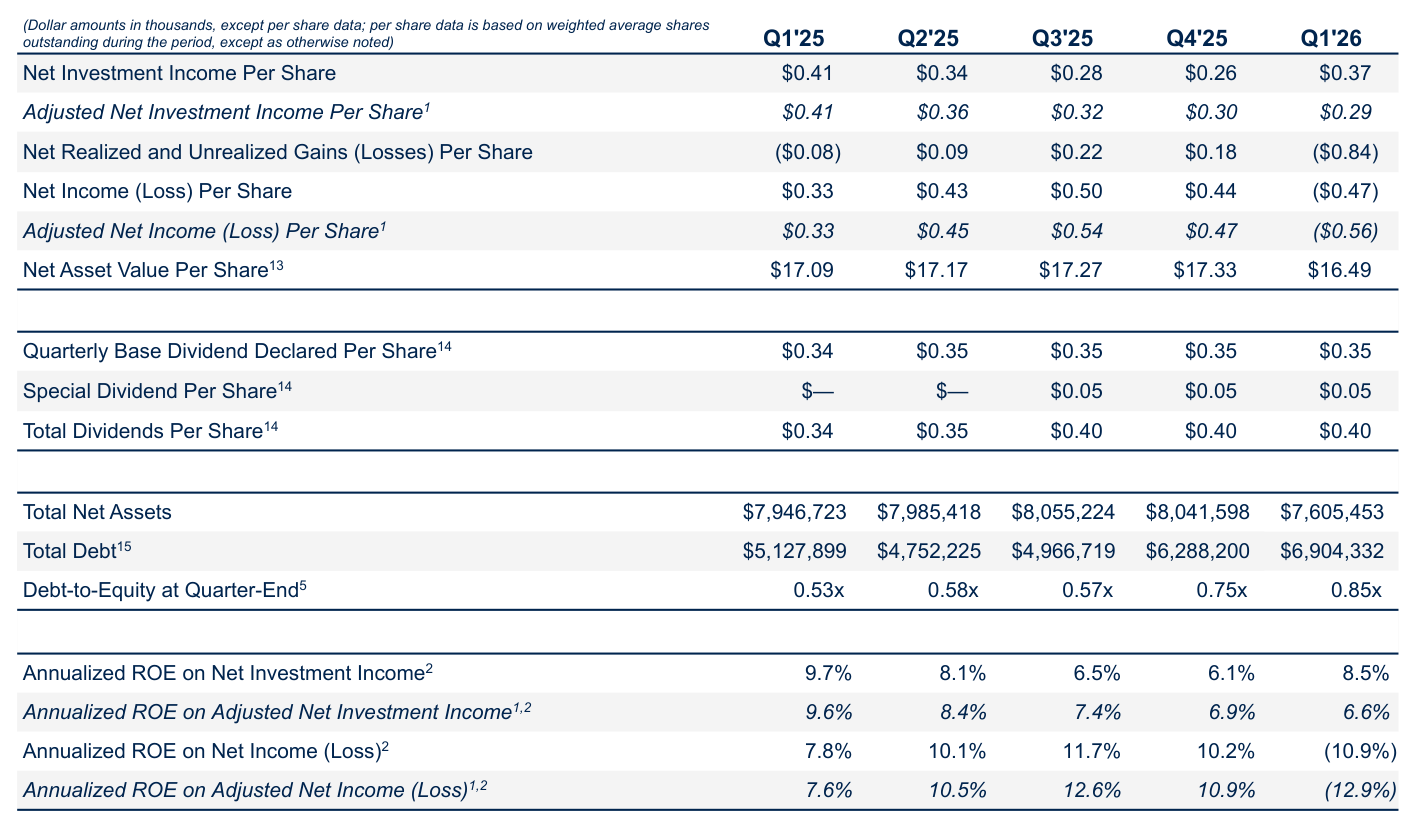 (Dollar amounts in thousands, except per share data; per share data is based on weighted average shares
outstanding during the period, except as otherwise noted) Q1'25 Q2'25 Q3'25 Q4'25 Q1'26
Net Investment Income Per Share $0.41 $0.34 $0.28 $0.26 $0.37
Adjusted Net Investment Income Per Share¹ $0.41 $0.36 $0.32 $0.30 $0.29
Net Realized and Unrealized Gains (Losses) Per Share ($0.08) $0.09 $0.22 $0.18 ($0.84)
Net Income (Loss) Per Share $0.33 $0.43 $0.50 $0.44 ($0.47)
Adjusted Net Income (Loss) Per Share¹ $0.33 $0.45 $0.54 $0.47 ($0.56)
Net Asset Value Per Share¹³ $17.09 $17.17 $17.27 $17.33 $16.49
Quarterly Base Dividend Declared Per Share¹⁴ $0.34 $0.35 $0.35 $0.35 $0.35
Special Dividend Per Share¹⁴ $— $— $0.05 $0.05 $0.05
Total Dividends Per Share¹⁴ $0.34 $0.35 $0.40 $0.40 $0.40
Total Net Assets $7,946,723 $7,985,418 $8,055,224 $8,041,598 $7,605,453
Total Debt¹⁵ $5,127,899 $4,752,225 $4,966,719 $6,288,200 $6,904,332
Debt-to-Equity at Quarter-End⁵ 0.53x 0.58x 0.57x 0.75x 0.85x
Annualized ROE on Net Investment Income² 9.7% 8.1% 6.5% 6.1% 8.5%
Annualized ROE on Adjusted Net Investment Income¹,² 9.6% 8.4% 7.4% 6.9% 6.6%
Annualized ROE on Net Income (Loss)² 7.8% 10.1% 11.7% 10.2% (10.9%)
Annualized ROE on Adjusted Net Income (Loss)¹,² 7.6% 10.5% 12.6% 10.9% (12.9%)